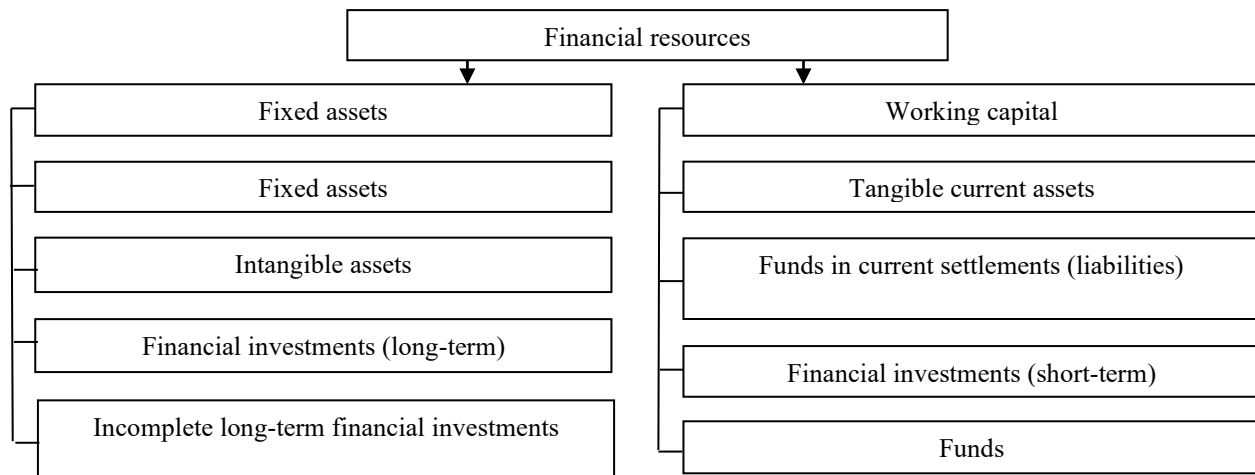 Financial resources
Fixed assets
Fixed assets
Intangible assets
Financial investments (long-term)
Incomplete long-term financial investments
Working capital
Tangible current assets
Funds in current settlements (liabilities)
Financial investments (short-term)
Funds